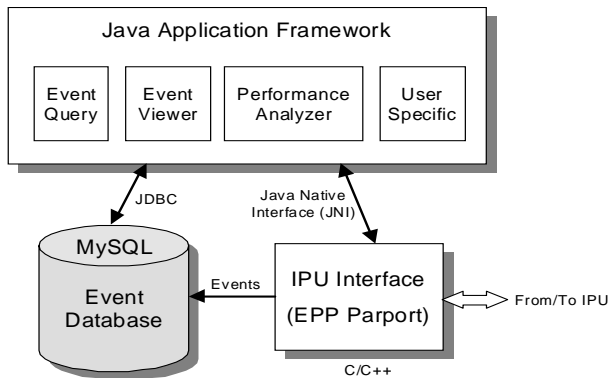 Java Application Framework
Event
Query
Event
Viewer
Performance
Analyzer
User
Specific
JDBC
Java Native
Interface (JNI)
MySQL
Event
Database
Events
IPU Interface
(EPP Parport)
From/To IPU
C/C++